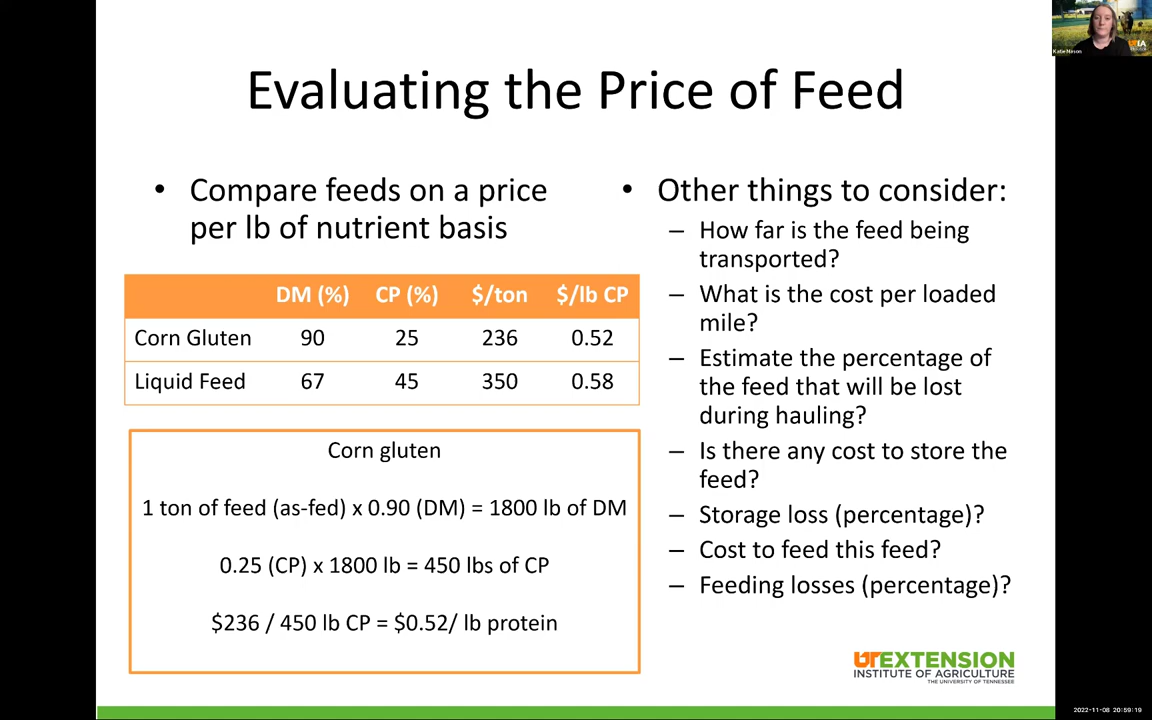 Evaluating the Price of Feed
• Compare feeds on a price
per lb of nutrient basis
DM (%) CP (%) $/ton $/lb CP
Corn Gluten 90 25 236 0.52
Liquid Feed 67 45 350 0.58
Corn gluten
1 ton of feed (as-fed) x 0.90 (DM) = 1800 lb of DM
0.25 (CP) x 1800 lb = 450 lbs of CP
$236 / 450 lb CP = $0.52/ lb protein
• Other things to consider:
– How far is the feed being
transported?
– What is the cost per loaded
mile?
– Estimate the percentage of
the feed that will be lost
during hauling?
– Is there any cost to store the
feed?
– Storage loss (percentage)?
– Cost to feed this feed?
– Feeding losses (percentage)?
UT EXTENSION
INSTITUTE OF AGRICULTURE
THE UNIVERSITY OF TENNESSEE
Katie Mason
2022-11-08 20:59:19